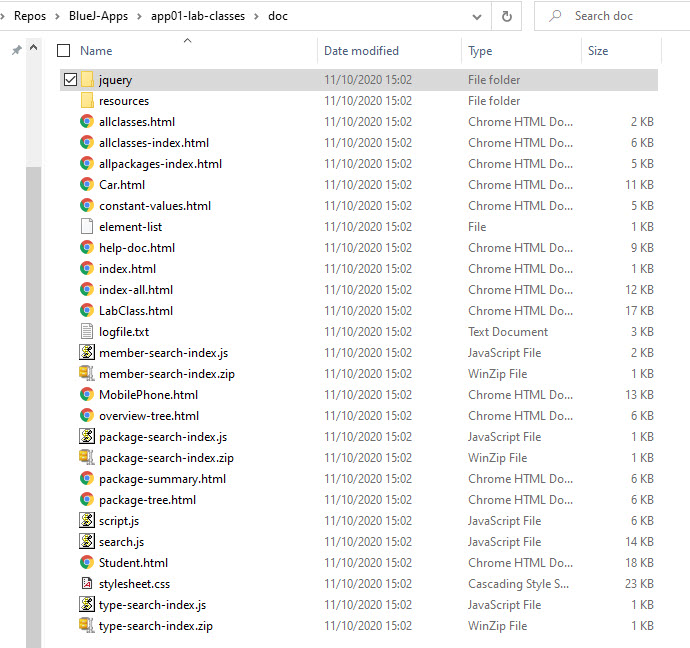 Repos > BlueJ-Apps > app01-lab-classes > doc Search doc
Name Date modified Type Size
jquery 11/10/2020 15:02 File folder
resources 11/10/2020 15:02 File folder
allclasses.html 11/10/2020 15:02 Chrome HTML Do... 2 KB
allclasses-index.html 11/10/2020 15:02 Chrome HTML Do... 6 KB
allpackages-index.html 11/10/2020 15:02 Chrome HTML Do... 5 KB
Car.html 11/10/2020 15:02 Chrome HTML Do... 11 KB
constant-values.html 11/10/2020 15:02 Chrome HTML Do... 5 KB
element-list 11/10/2020 15:02 File 1 KB
help-doc.html 11/10/2020 15:02 Chrome HTML Do... 9 KB
index.html 11/10/2020 15:02 Chrome HTML Do... 1 KB
index-all.html 11/10/2020 15:02 Chrome HTML Do... 12 KB
LabClass.html 11/10/2020 15:02 Chrome HTML Do... 17 KB
logfile.txt 11/10/2020 15:02 Text Document 3 KB
member-search-index.js 11/10/2020 15:02 JavaScript File 2 KB
member-search-index.zip 11/10/2020 15:02 WinZip File 1 KB
MobilePhone.html 11/10/2020 15:02 Chrome HTML Do... 13 KB
overview-tree.html 11/10/2020 15:02 Chrome HTML Do... 6 KB
package-search-index.js 11/10/2020 15:02 JavaScript File 1 KB
package-search-index.zip 11/10/2020 15:02 WinZip File 1 KB
package-summary.html 11/10/2020 15:02 Chrome HTML Do... 6 KB
package-tree.html 11/10/2020 15:02 Chrome HTML Do... 6 KB
script.js 11/10/2020 15:02 JavaScript File 6 KB
search.js 11/10/2020 15:02 JavaScript File 14 KB
Student.html 11/10/2020 15:02 Chrome HTML Do... 18 KB
stylesheet.css 11/10/2020 15:02 Cascading Style S... 23 KB
type-search-index.js 11/10/2020 15:02 JavaScript File 1 KB
type-search-index.zip 11/10/2020 15:02 WinZip File 1 KB